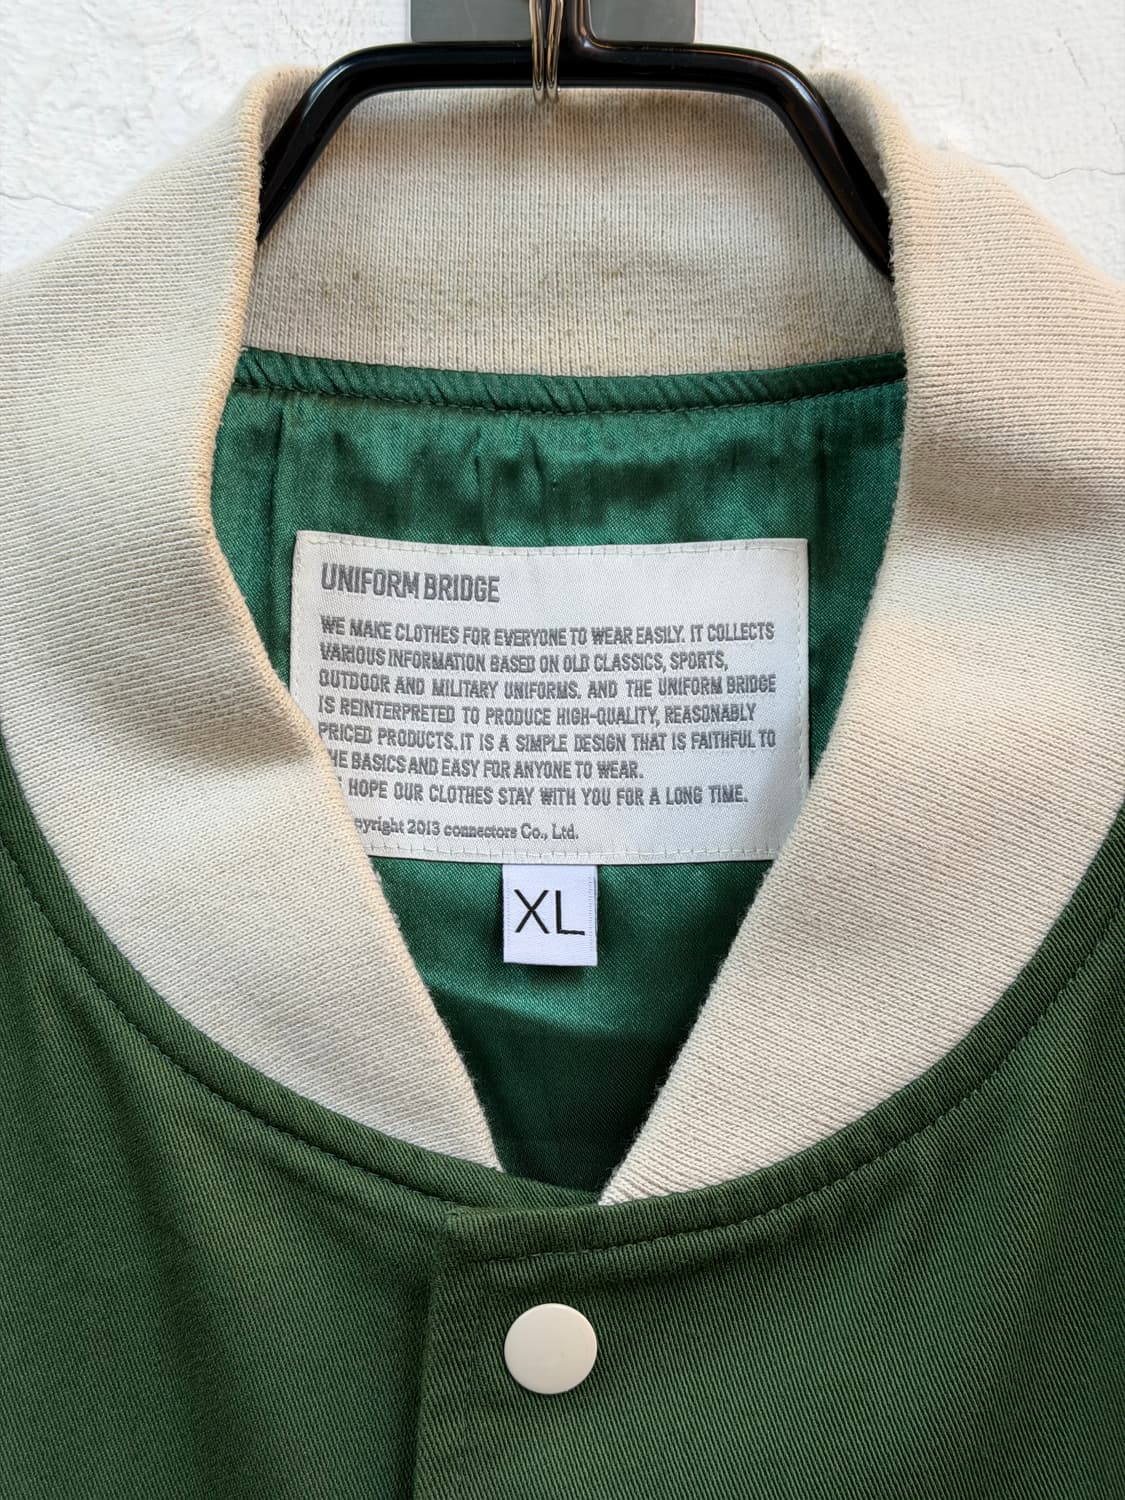 UNIFORM BRIDGE
WE MAKE CLOTHES FOR EVERYONE TO WEAR EASILY. IT COLLECTS
VARIOUS INFORMATION BASED ON OLD CLASSICS, SPORTS,
OUTDOOR AND MILITARY UNIFORMS. AND THE UNIFORM BRIDGE
IS REINTERPRETED TO PRODUCE HIGH-QUALITY, REASONABLY
PRICED PRODUCTS. IT IS A SIMPLE DESIGN THAT IS FAITHFUL TO
HE BASICS AND EASY FOR ANYONE TO WEAR.
HOPE OUR CLOTHES STAY WITH YOU FOR A LONG TIME.
pyright 2013 connectors Co., Ltd.
XL